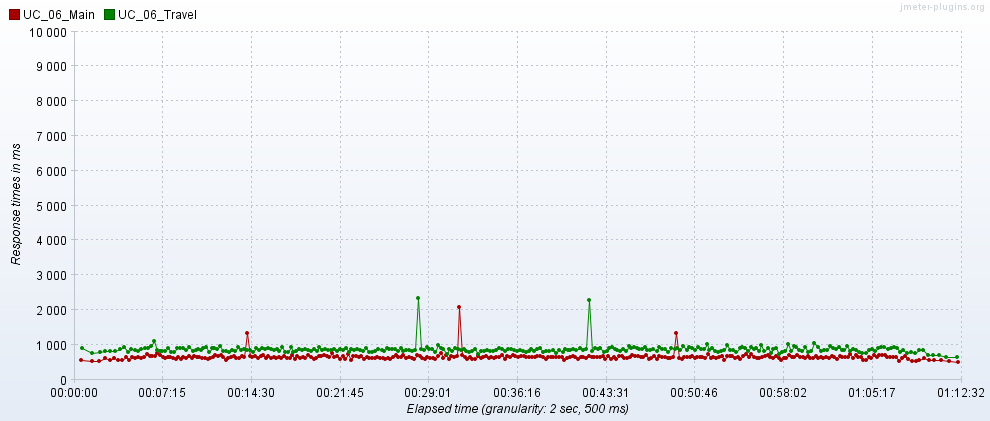 UC_06_Main UC_06_Travel
jmeter-plugins.org
10 000
9 000
8 000
7 000
6 000
5 000
4 000
3 000
2 000
1 000
0
Response times in ms
00:00:00 00:07:15 00:14:30 00:21:45 00:29:01 00:36:16 00:43:31 00:50:46 00:58:02 01:05:17 01:12:32
Elapsed time (granularity: 2 sec, 500 ms)